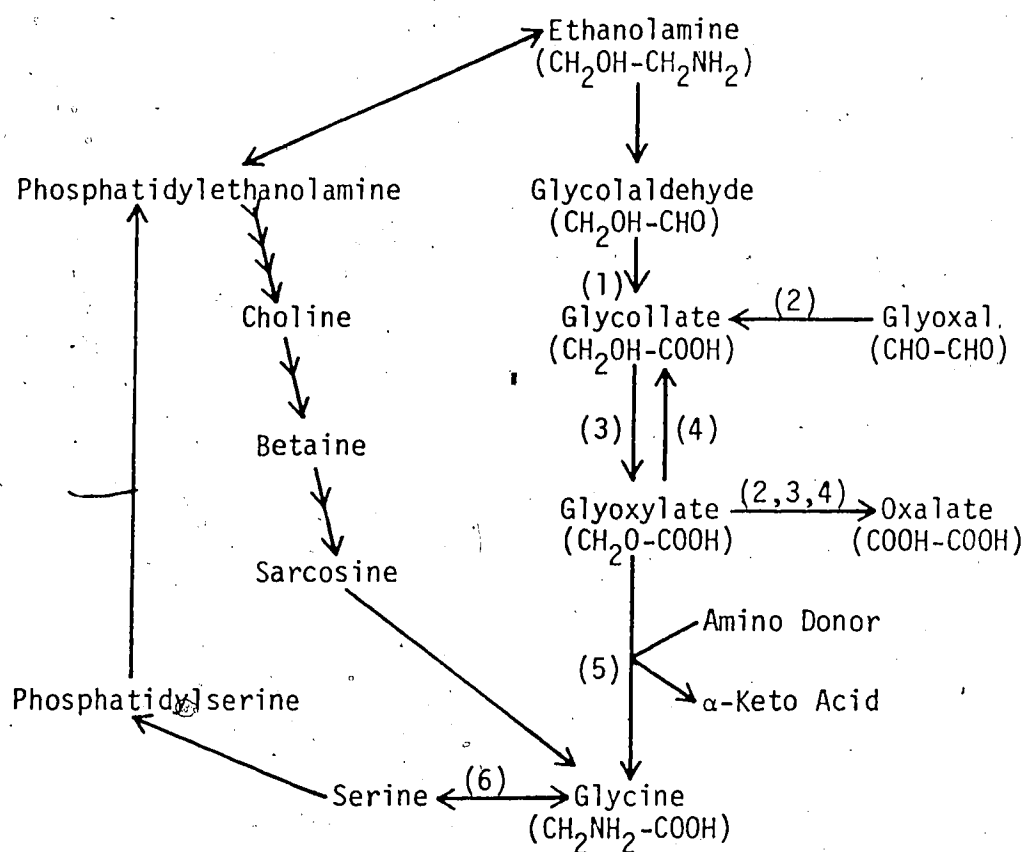 Ethanolamine
(CH2OH-CH2NH2)
Phosphatidylethanolamine
Glycolaldehyde
(CH2OH-CHO)
(1)
Choline
Glycollate
(CH2OH-COOH)
(2)
Glyoxal
(CHO-CHO)
(3)
(4)
Betaine
Glyoxylate
(CH2O-COOH)
(2,3,4)
Oxalate
(COOH-COOH)
Sarcosine
Amino Donor
(5)
α-Keto Acid
Phosphatidylserine
Serine
(6)
Glycine
(CH2NH2-COOH)